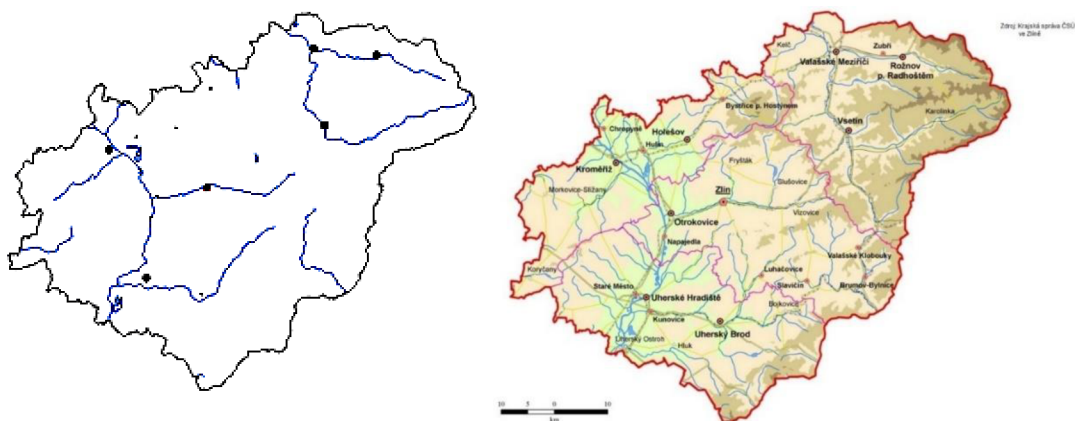 Zdroj: Krajská správa ČSÚ
ve Zlíně
Kelč
Zubří
Valašské Meziříčí
Rožnov
p. Radhoštěm
Bystřice p. Hostýnem
Karolinka
Vsetín
Chropyně
Holešov
Hulín
Fryšták
Kroměříž
Slušovice
Morkovice-Slížany
Zlín
Vizovice
Otrokovice
Napajedla
Valašské Klobouky
Koryčany
Luhačovice
Slavičín
Brumov-Bylnice
Staré Město
Uherské Hradiště
Bojkovice
Kunovice
Uherský Brod
Uherský Ostroh
Hluk
10 5 0 10
km